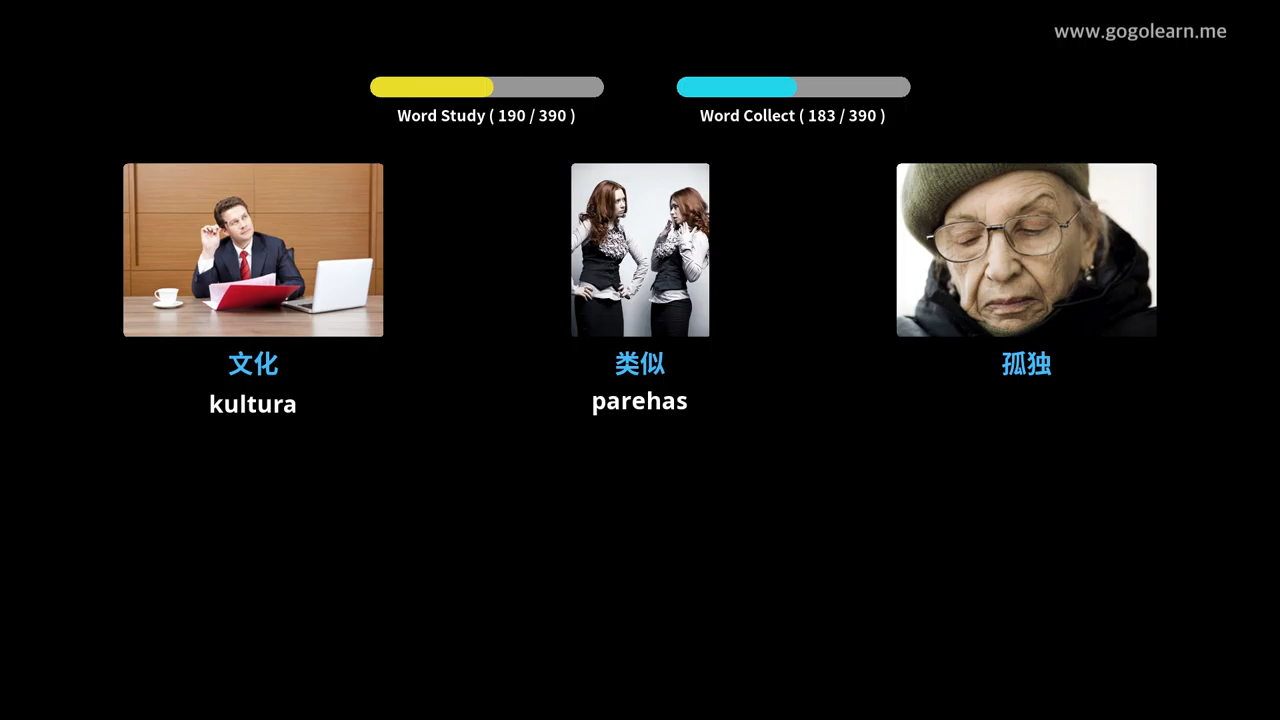 www.gogolearn.me
Word Study ( 190 / 390 )
Word Collect ( 183 / 390 )
文化
类似
孤独
kultura
parehas